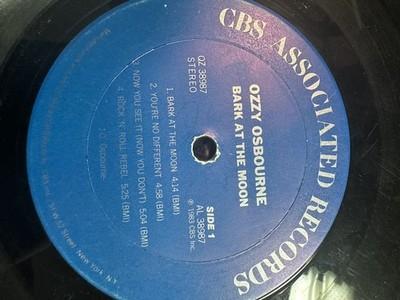 CBS ASSOCIATED RECORDS
OZZY OSBOURNE
BARK AT THE MOON
QZ 38987
STEREO
SIDE 1
AL 38987
℗ 1983 CBS Inc.
1. BARK AT THE MOON 4:14 (BMI)
2. YOU'RE NO DIFFERENT 4:58 (BMI)
3. NOW YOU SEE IT (NOW YOU DON'T) 5:04 (BMI)
4. ROCK 'N' ROLL REBEL 5:25 (BMI)